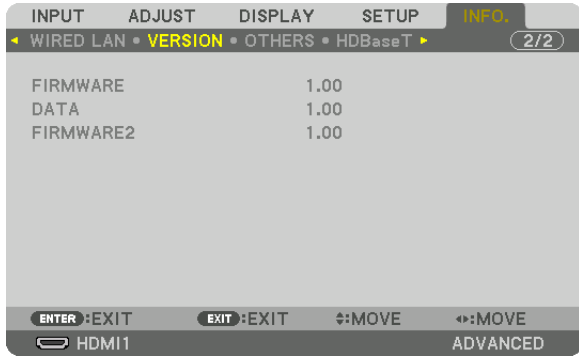 INPUT ADJUST DISPLAY SETUP INFO.
WIRED LAN • VERSION • OTHERS • HDBaseT 2/2
FIRMWARE 1.00
DATA 1.00
FIRMWARE2 1.00
ENTER :EXIT EXIT :EXIT :MOVE :MOVE
HDMI1 ADVANCED